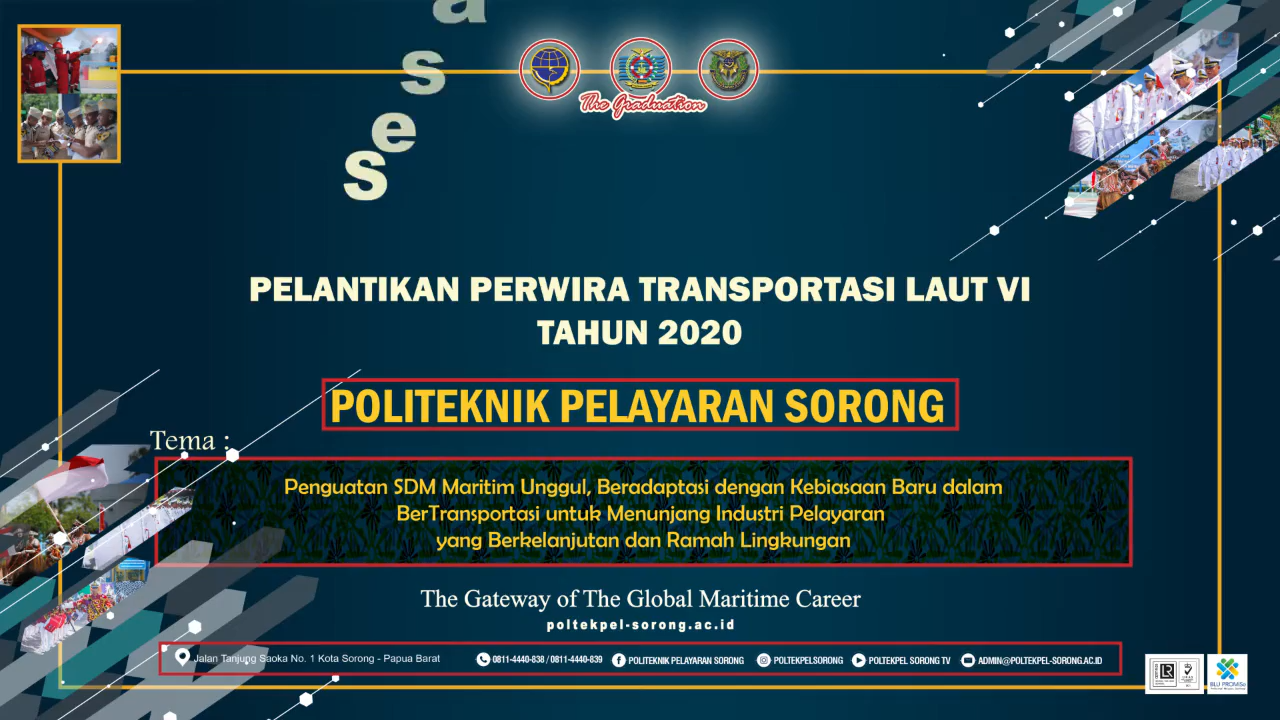 a
s
e
s
The Graduation
PELANTIKAN PERWIRA TRANSPORTASI LAUT VI
TAHUN 2020
POLITEKNIK PELAYARAN SORONG
Tema :
Penguatan SDM Maritim Unggul, Beradaptasi dengan Kebiasaan Baru dalam
BerTransportasi untuk Menunjang Industri Pelayaran
yang Berkelanjutan dan Ramah Lingkungan
The Gateway of The Global Maritime Career
poltekpel-sorong.ac.id
Jalan Tanjung Saoka No. 1 Kota Sorong - Papua Barat 0811-4440-838 / 0811-4440-839 POLITEKNIK PELAYARAN SORONG POLTEKPELSORONG POLTEKPEL SORONG TV ADMIN@POLTEKPEL-SORONG.AC.ID
LR
BLU PROMISE